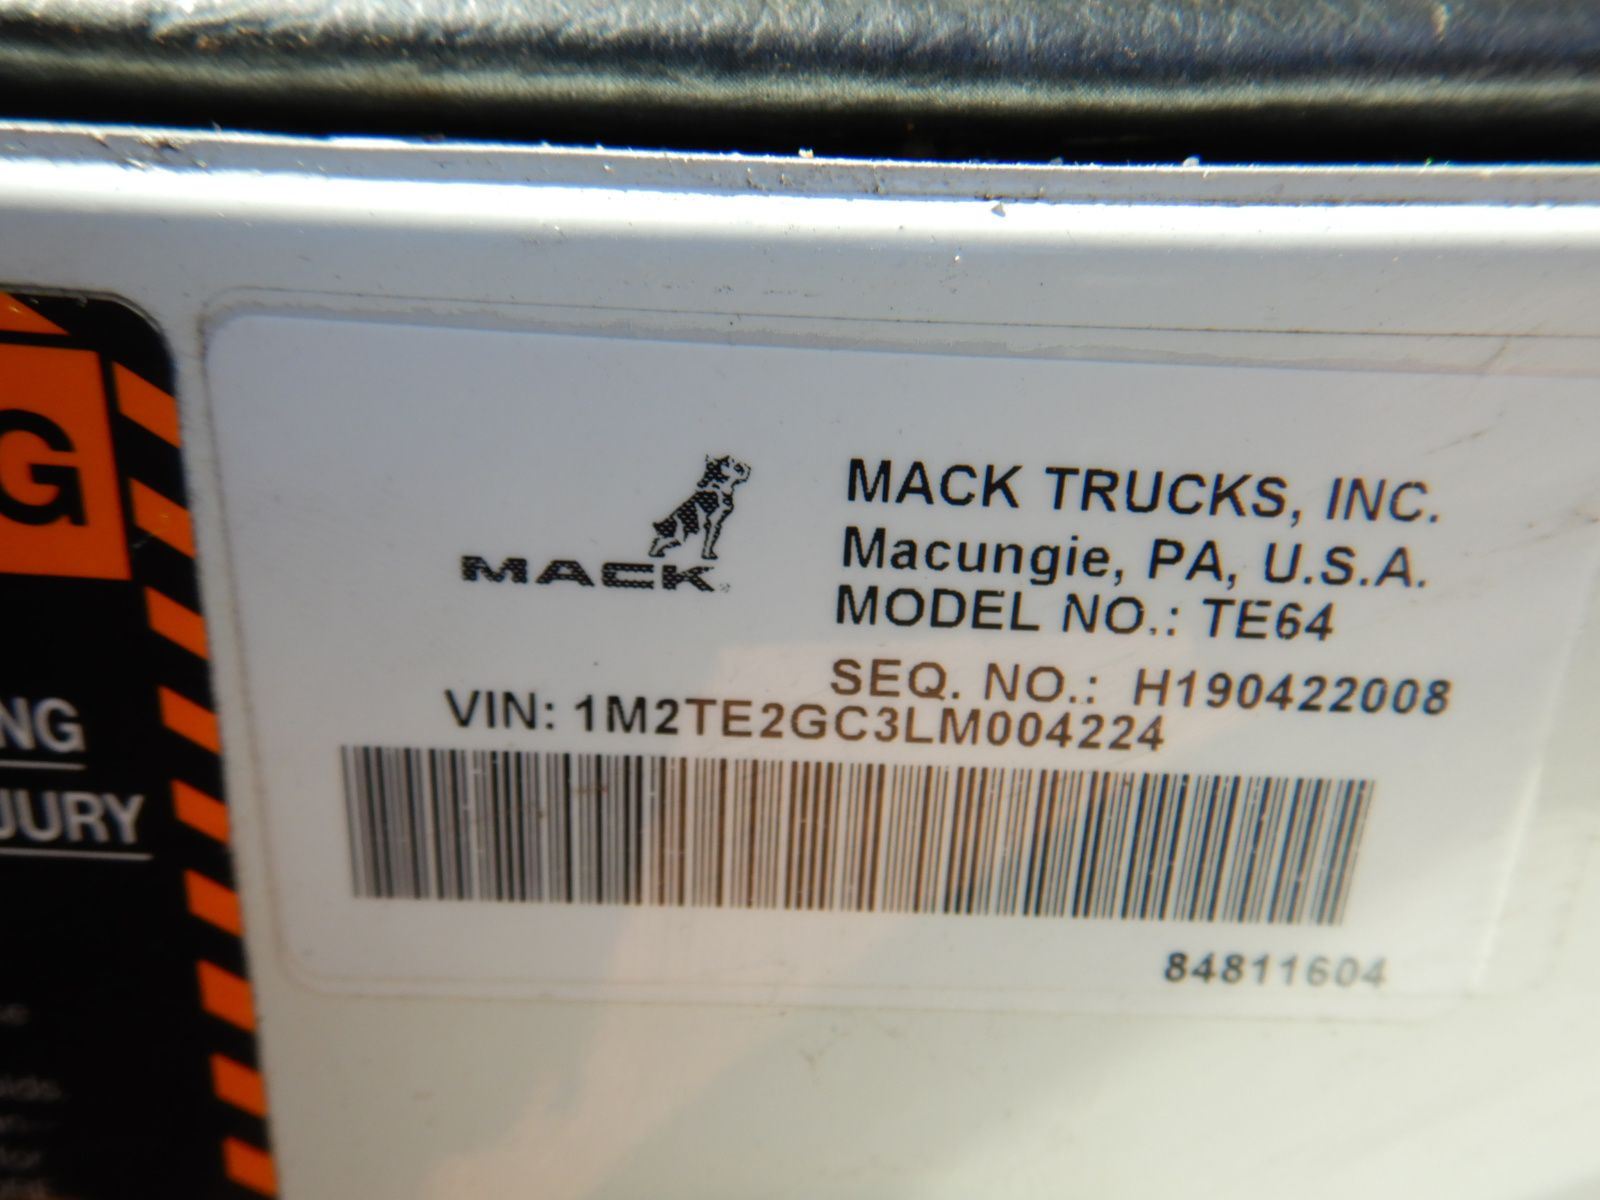 MACK
MACK TRUCKS, INC.
Macungie, PA, U.S.A.
MODEL NO.: TE64
SEQ. NO.: H190422008
VIN: 1M2TE2GC3LM004224
84811604
G
NG
JURY